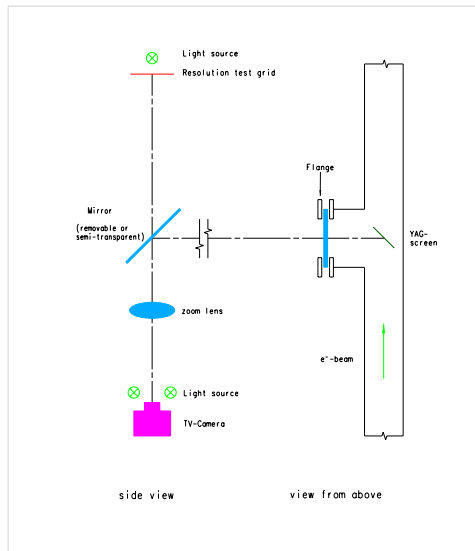 Light source
Resolution test grid
Flange
Mirror
(removable or
semi-transparent)
YAG-
screen
zoom lens
e⁻-beam
Light source
TV-Camera
side view
view from above